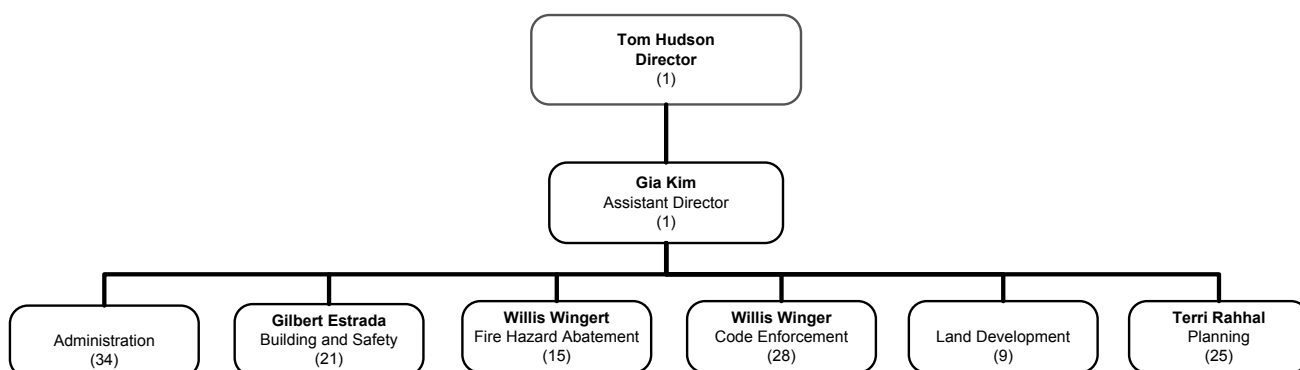 Tom Hudson
Director
(1)
Gia Kim
Assistant Director
(1)
Administration
(34)
Gilbert Estrada
Building and Safety
(21)
Willis Wingert
Fire Hazard Abatement
(15)
Willis Winger
Code Enforcement
(28)
Land Development
(9)
Terri Rahhal
Planning
(25)